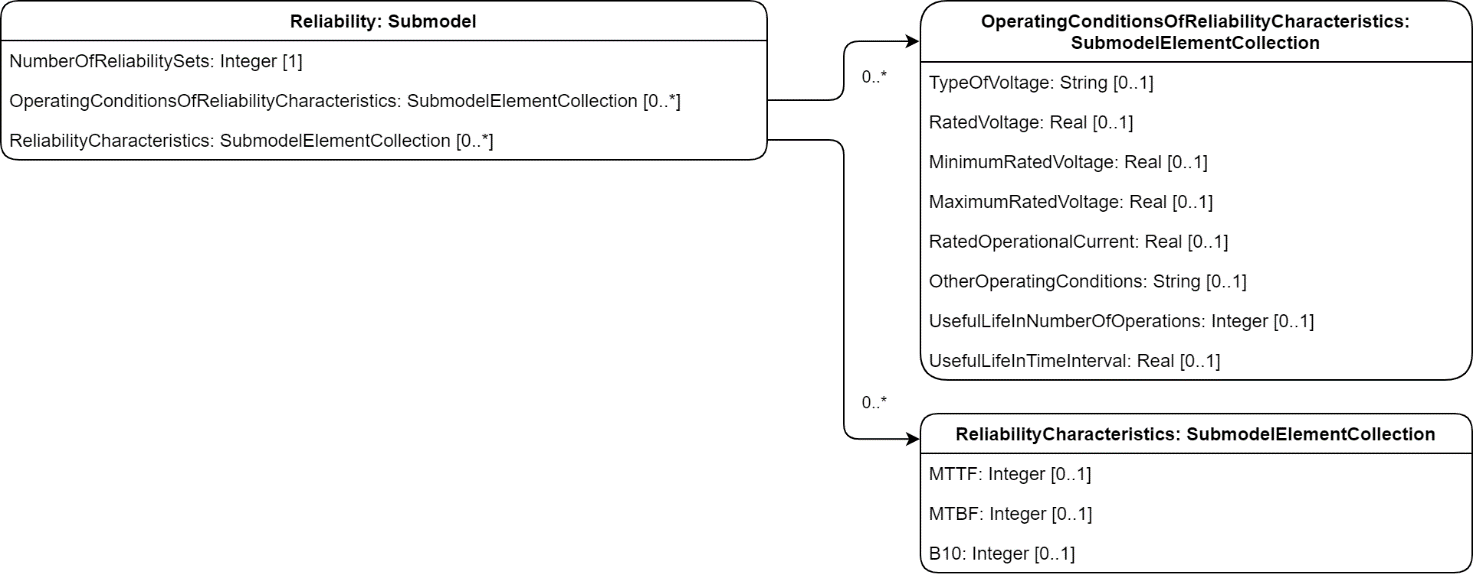 Reliability: Submodel
NumberOfReliabilitySets: Integer [1]
OperatingConditionsOfReliabilityCharacteristics: SubmodelElementCollection [0..*]
ReliabilityCharacteristics: SubmodelElementCollection [0..*]
0..*
OperatingConditionsOfReliabilityCharacteristics:
SubmodelElementCollection
TypeOfVoltage: String [0..1]
RatedVoltage: Real [0..1]
MinimumRatedVoltage: Real [0..1]
MaximumRatedVoltage: Real [0..1]
RatedOperationalCurrent: Real [0..1]
OtherOperatingConditions: String [0..1]
UsefulLifeInNumberOfOperations: Integer [0..1]
UsefulLifeInTimeInterval: Real [0..1]
0..*
ReliabilityCharacteristics: SubmodelElementCollection
MTTF: Integer [0..1]
MTBF: Integer [0..1]
B10: Integer [0..1]